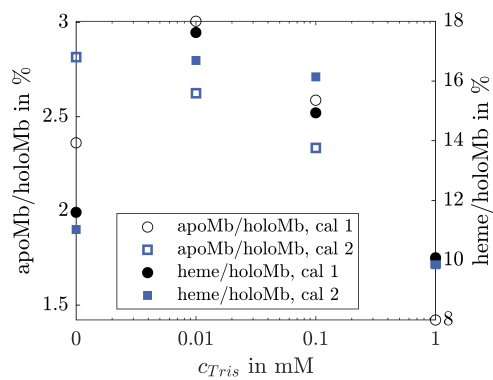 3
2.5
2
1.5
apoMb/holoMb in %
18
16
14
12
10
8
heme/holoMb in %
apoMb/holoMb, cal 1
apoMb/holoMb, cal 2
heme/holoMb, cal 1
heme/holoMb, cal 2
0 0.01 0.1 1
c_Tris in mM